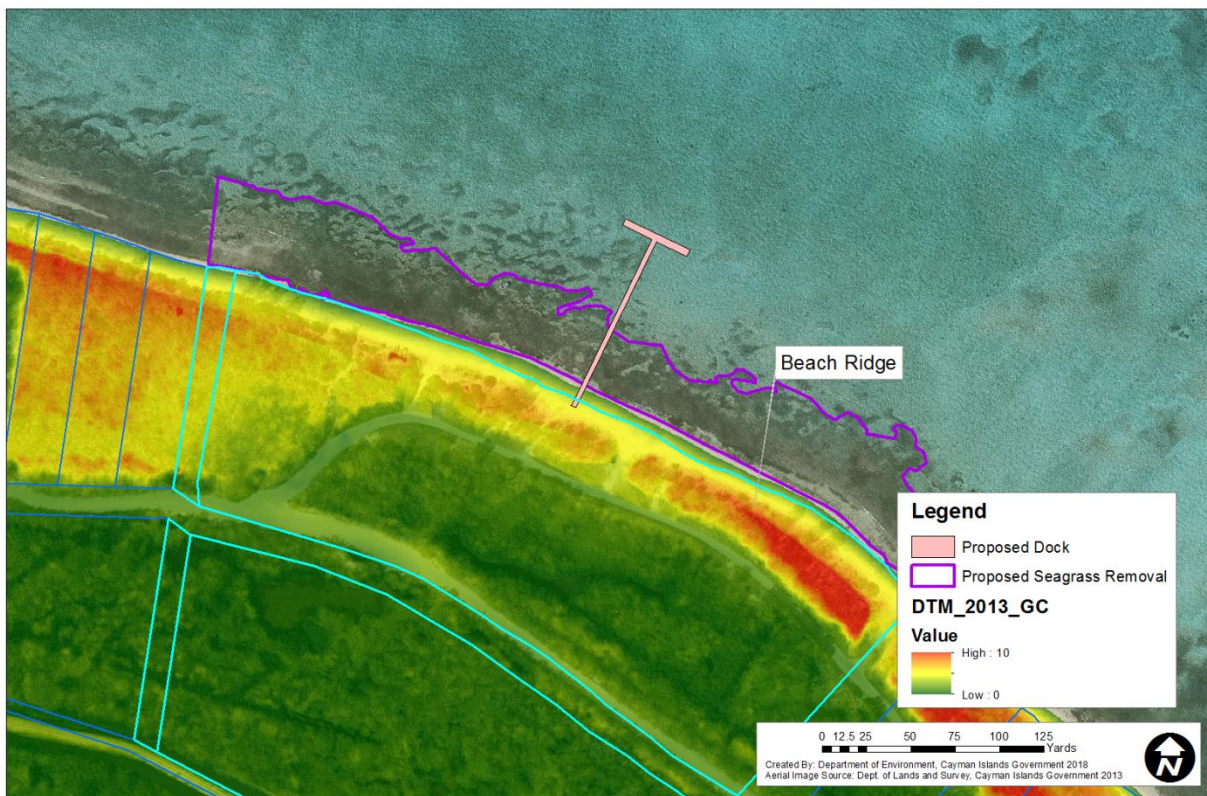 Beach Ridge
Legend
Proposed Dock
Proposed Seagrass Removal
DTM_2013_GC
Value
High : 10
Low : 0
0 12.5 25 50 75 100 125
Yards
Created By: Department of Environment, Cayman Islands Government 2018
Aerial Image Source: Dept. of Lands and Survey, Cayman Islands Government 2013
N